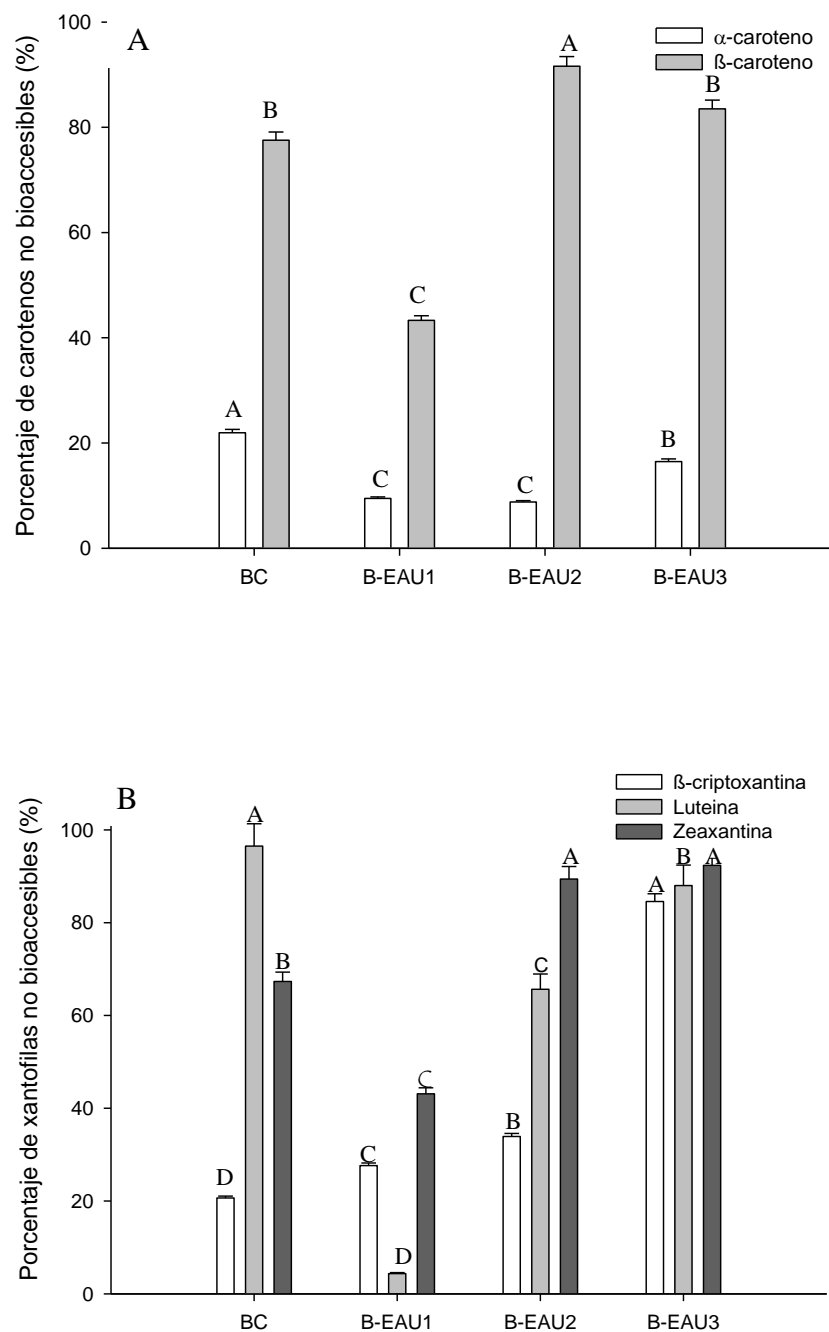 A
α-caroteno
ß-caroteno
Porcentaje de carotenos no bioaccesibles (%)
100
80
60
40
20
0
A
B
C
C
C
A
B
B
BC
B-EAU1
B-EAU2
B-EAU3
B
ß-criptoxantina
Luteina
Zeaxantina
Porcentaje de xantofilas no bioaccesibles (%)
100
80
60
40
20
0
D
A
B
C
D
C
B
C
A
A
B
A
BC
B-EAU1
B-EAU2
B-EAU3